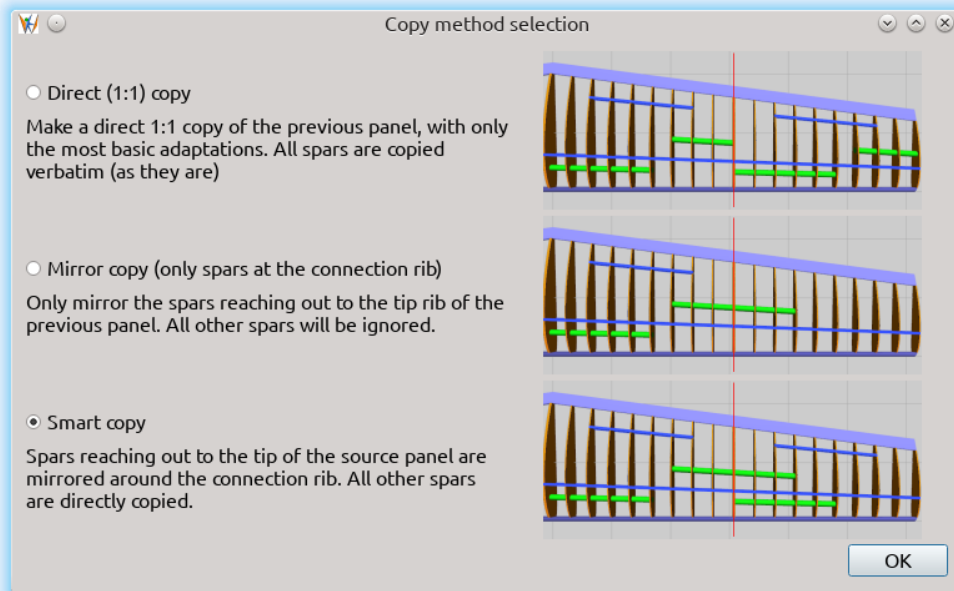 Copy method selection
Direct (1:1) copy
Make a direct 1:1 copy of the previous panel, with only
the most basic adaptations. All spars are copied
verbatim (as they are)
Mirror copy (only spars at the connection rib)
Only mirror the spars reaching out to the tip rib of the
previous panel. All other spars will be ignored.
Smart copy
Spars reaching out to the tip of the source panel are
mirrored around the connection rib. All other spars
are directly copied.
OK